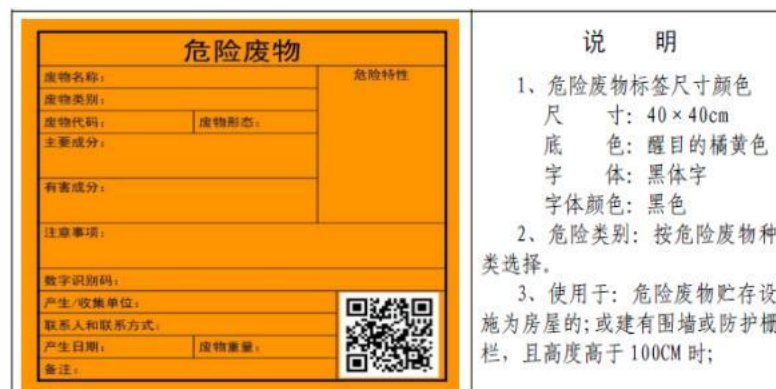 危险废物
废物名称：
危险特性
废物类别：
废物代码：
废物形态：
主要成分：
有害成分：
注意事项：
数字识别码：
产生/收集单位：
联系人和联系方式：
产生日期：
废物重量：
备注：
说 明
1、危险废物标签尺寸颜色
尺 寸：40×40cm
底 色：醒目的橘黄色
字 体：黑体字
字体颜色：黑色
2、危险类别：按危险废物种
类选择。
3、使用于：危险废物贮存设
施为房屋的；或建有围墙或防护栅
栏，且高度高于100CM时；